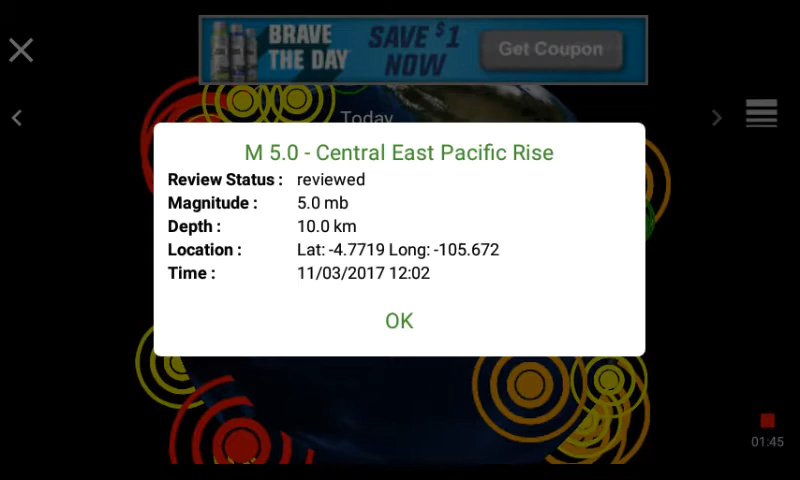 BRAVE THE DAY
SAVE $1 NOW
Get Coupon
Today
M 5.0 - Central East Pacific Rise
Review Status : reviewed
Magnitude : 5.0 mb
Depth : 10.0 km
Location : Lat: -4.7719 Long: -105.672
Time : 11/03/2017 12:02
OK
01:45